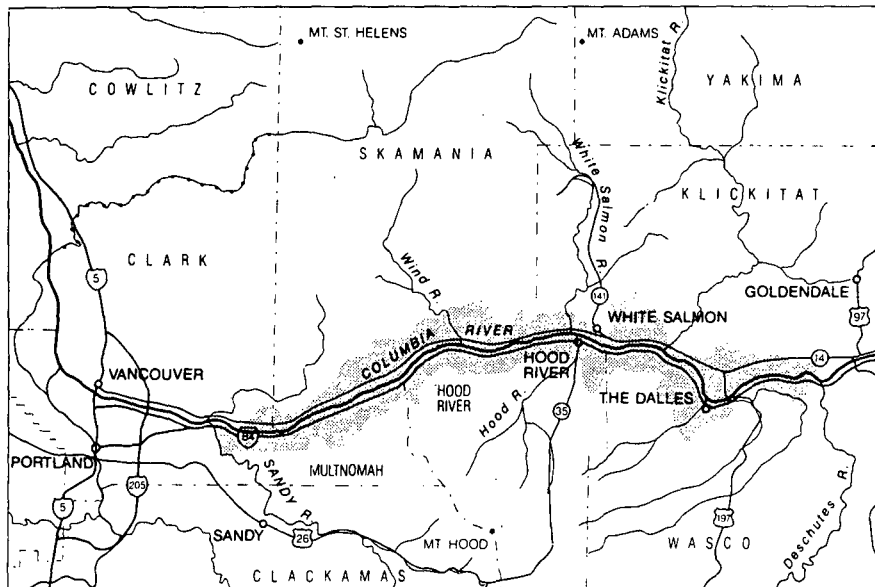 MT. ST. HELENS
MT. ADAMS
Klickitat R.
YAKIMA
COWLITZ
SKAMANIA
White Salmon R.
KLICKITAT
CLARK
5
Wind R.
141
GOLDENDALE
97
WHITE SALMON
COLUMBIA RIVER
HOOD RIVER
14
VANCOUVER
HOOD RIVER
Hood R.
35
THE DALLES
84
PORTLAND
MULTNOMAH
SANDY R.
205
5
SANDY
26
MT HOOD
197
WASCO
Deschutes R.
CLACKAMAS